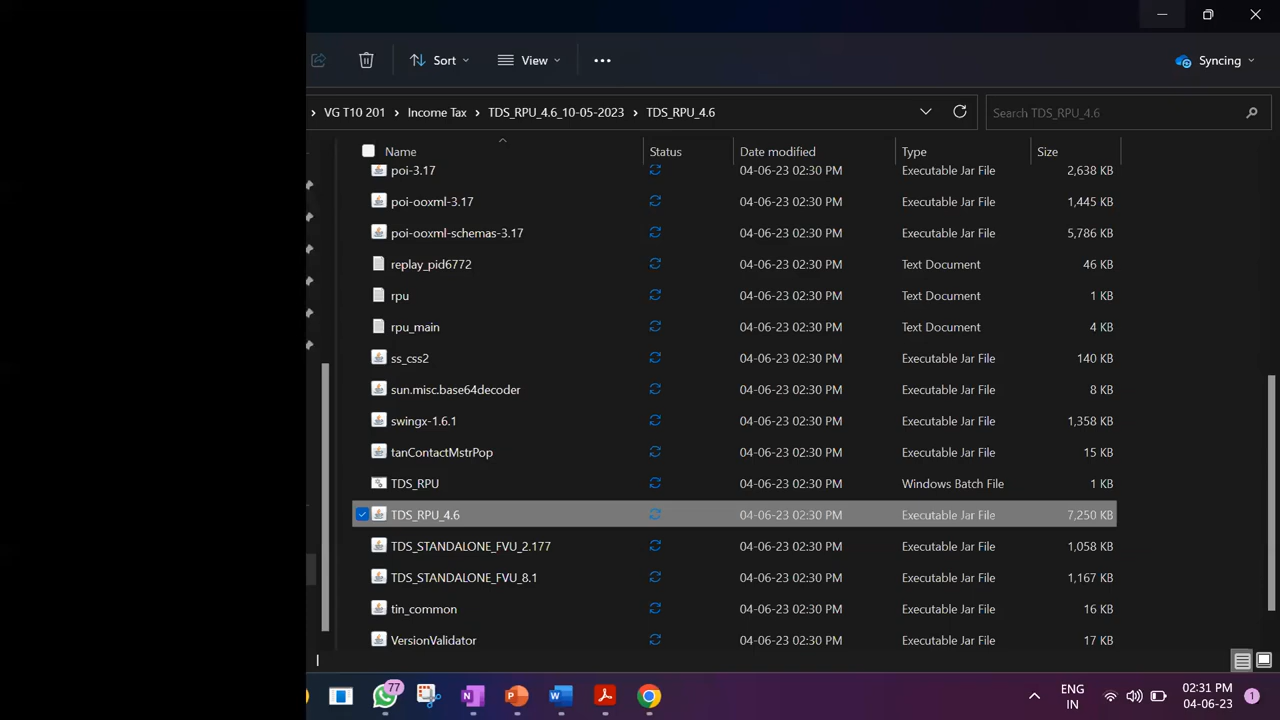 Sort
View
Syncing
VG T10 201 > Income Tax > TDS_RPU_4.6_10-05-2023 > TDS_RPU_4.6
Search TDS_RPU_4.6
Name Status Date modified Type Size
poi-3.17 04-06-23 02:30 PM Executable Jar File 2,638 KB
poi-ooxml-3.17 04-06-23 02:30 PM Executable Jar File 1,445 KB
poi-ooxml-schemas-3.17 04-06-23 02:30 PM Executable Jar File 5,786 KB
replay_pid6772 04-06-23 02:30 PM Text Document 46 KB
rpu 04-06-23 02:30 PM Text Document 1 KB
rpu_main 04-06-23 02:30 PM Text Document 4 KB
ss_css2 04-06-23 02:30 PM Executable Jar File 140 KB
sun.misc.base64decoder 04-06-23 02:30 PM Executable Jar File 8 KB
swingx-1.6.1 04-06-23 02:30 PM Executable Jar File 1,358 KB
tanContactMstrPop 04-06-23 02:30 PM Executable Jar File 15 KB
TDS_RPU 04-06-23 02:30 PM Windows Batch File 1 KB
TDS_RPU_4.6 04-06-23 02:30 PM Executable Jar File 7,250 KB
TDS_STANDALONE_FVU_2.177 04-06-23 02:30 PM Executable Jar File 1,058 KB
TDS_STANDALONE_FVU_8.1 04-06-23 02:30 PM Executable Jar File 1,167 KB
tin_common 04-06-23 02:30 PM Executable Jar File 16 KB
VersionValidator 04-06-23 02:30 PM Executable Jar File 17 KB
77
ENG
IN
02:31 PM
04-06-23
1